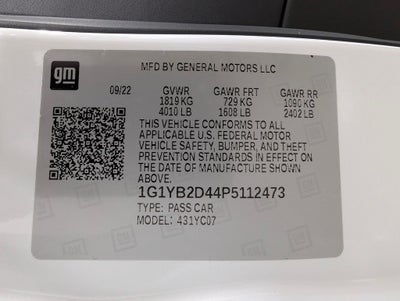 gm
MFD BY GENERAL MOTORS LLC
09/22 GVWR GAWR FRT GAWR RR
1819 KG 729 KG 1090 KG
4010 LB 1608 LB 2402 LB
THIS VEHICLE CONFORMS TO ALL
APPLICABLE U.S. FEDERAL MOTOR
VEHICLE SAFETY, BUMPER, AND THEFT
PREVENTION STANDARDS IN EFFECT ON
THE DATE OF MANUFACTURE SHOWN
ABOVE.
1G1YB2D44P5112473
TYPE: PASS CAR
MODEL: 431YC07